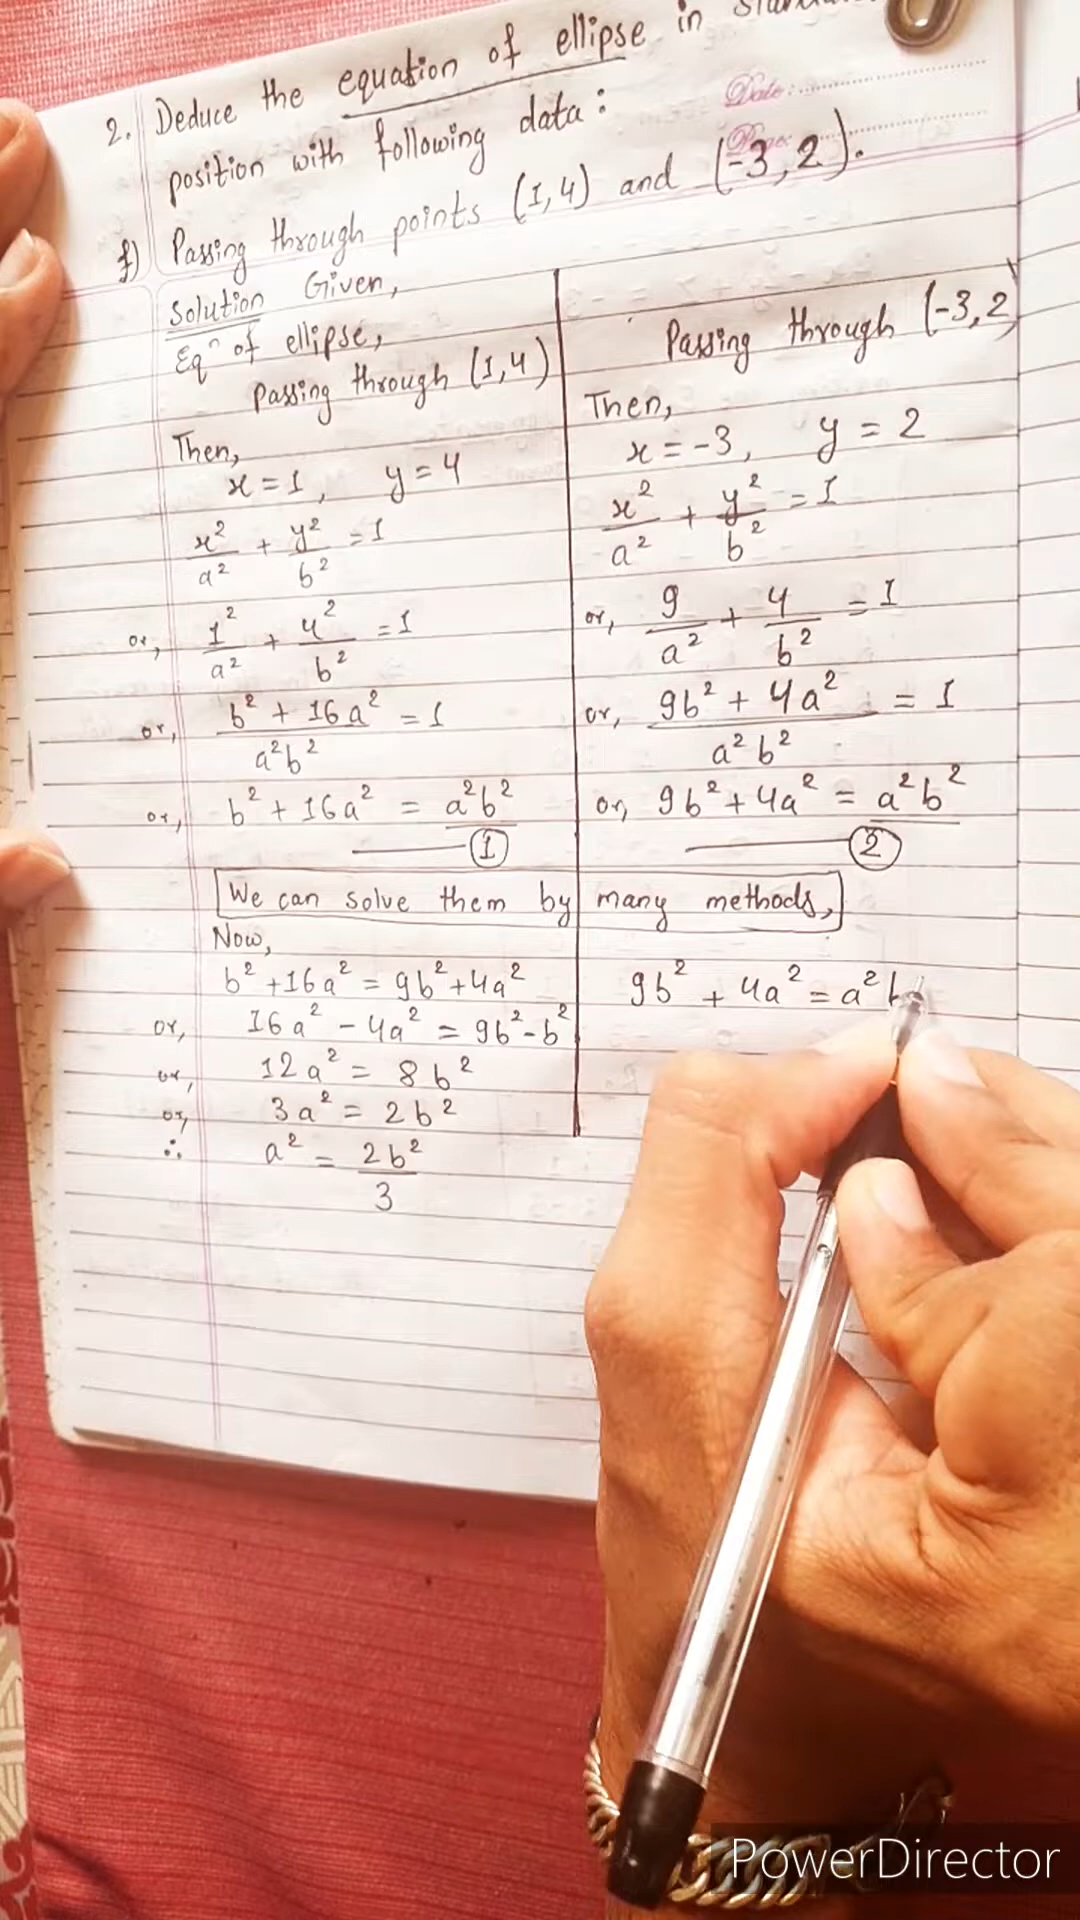 2. Deduce the equation of ellipse in
Date:
position with following data:
f) Passing through points (1,4) and (-3,2).
Solution Given,
Eqⁿ of ellipse,
Passing through (1,4)
Then,
x = 1, y = 4
x²/a² + y²/b² = 1
or, 1²/a² + 4²/b² = 1
or, b² + 16a²/a²b² = 1
or, b² + 16a² = a²b²
①
Passing through (-3,2
Then,
x = -3, y = 2
x²/a² + y²/b² = 1
or, 9/a² + 4/b² = 1
or, 9b² + 4a²/a²b² = 1
or, 9b² + 4a² = a²b²
②
We can solve them by many methods,
Now,
b² + 16a² = 9b² + 4a²
or, 16a² - 4a² = 9b² - b²
or, 12a² = 8b²
or, 3a² = 2b²
∴ a² = 2b²/3
9b² + 4a² = a²b
PowerDirector